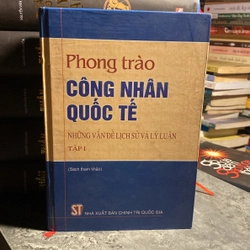 Phong trào
CÔNG NHÂN
QUỐC TẾ
NHỮNG VẤN ĐỀ LỊCH SỬ VÀ LÝ LUẬN
TẬP I
(Sách tham khảo)
ST NHÀ XUẤT BẢN CHÍNH TRỊ QUỐC GIA